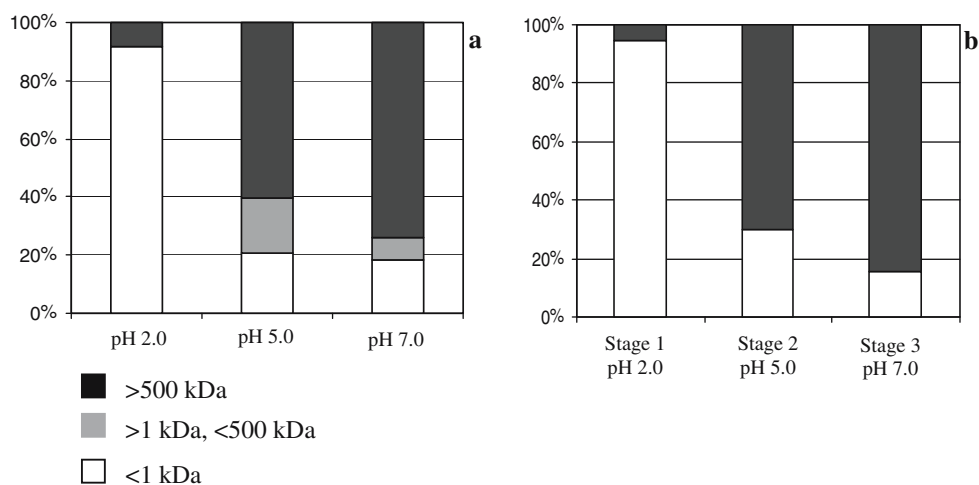 100%
80%
60%
40%
20%
0%
pH 2.0 pH 5.0 pH 7.0
a
>500 kDa
>1 kDa, <500 kDa
<1 kDa
100%
80%
60%
40%
20%
0%
Stage 1 Stage 2 Stage 3
pH 2.0 pH 5.0 pH 7.0
b